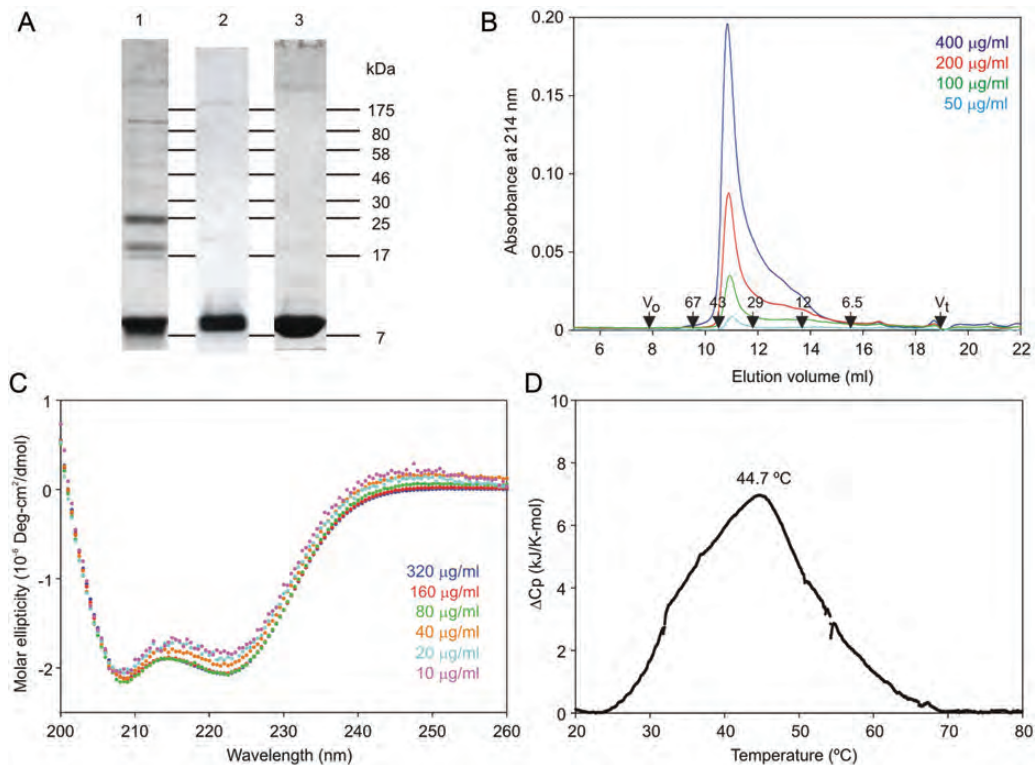 A
1 2 3
kDa
175
80
58
46
30
25
17
7
B
Absorbance at 214 nm
0.20
0.15
0.10
0.05
0
400 μg/ml
200 μg/ml
100 μg/ml
50 μg/ml
Vo 67 43 29 12 6.5 Vt
6 8 10 12 14 16 18 20 22
Elution volume (ml)
C
Molar ellipticity (10⁻⁶ Deg-cm²/dmol)
1
0
-1
-2
320 μg/ml
160 μg/ml
80 μg/ml
40 μg/ml
20 μg/ml
10 μg/ml
200 210 220 230 240 250 260
Wavelength (nm)
D
ΔCp (kJ/K-mol)
10
8
6
4
2
0
44.7 ºC
20 30 40 50 60 70 80
Temperature (ºC)